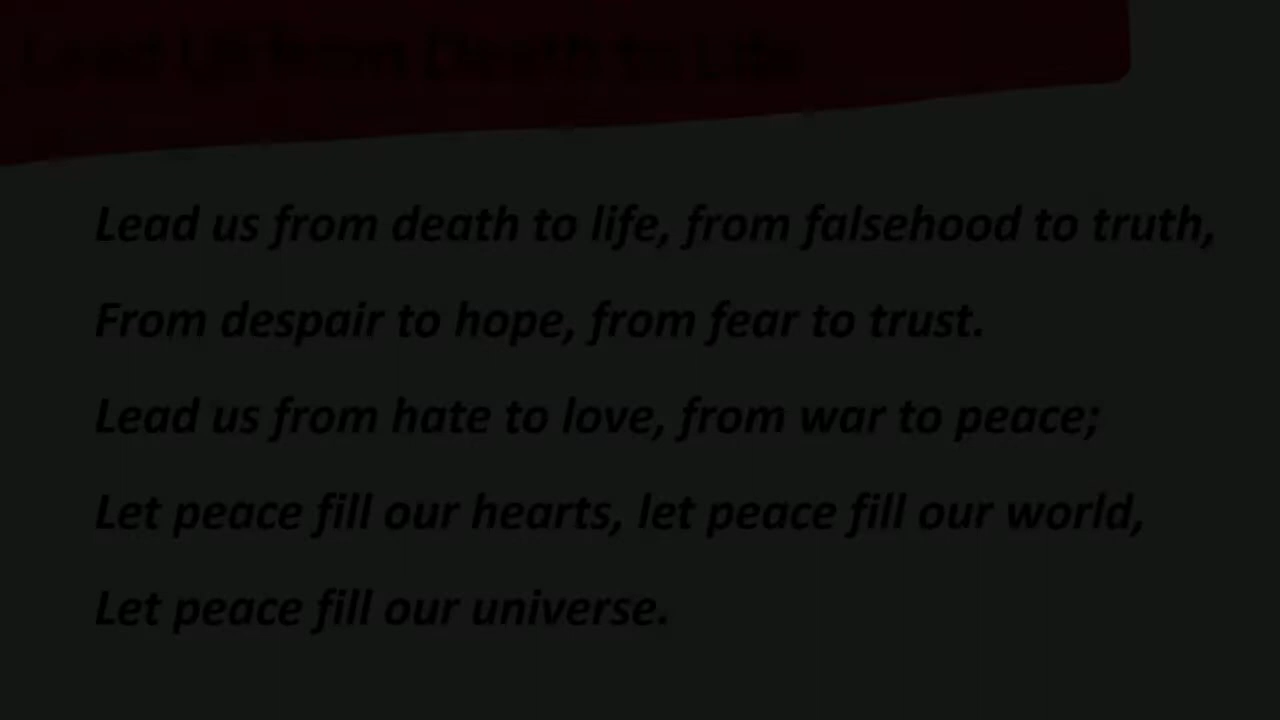 Lead Us from Death to Life
Lead us from death to life, from falsehood to truth,
From despair to hope, from fear to trust.
Lead us from hate to love, from war to peace;
Let peace fill our hearts, let peace fill our world,
Let peace fill our universe.